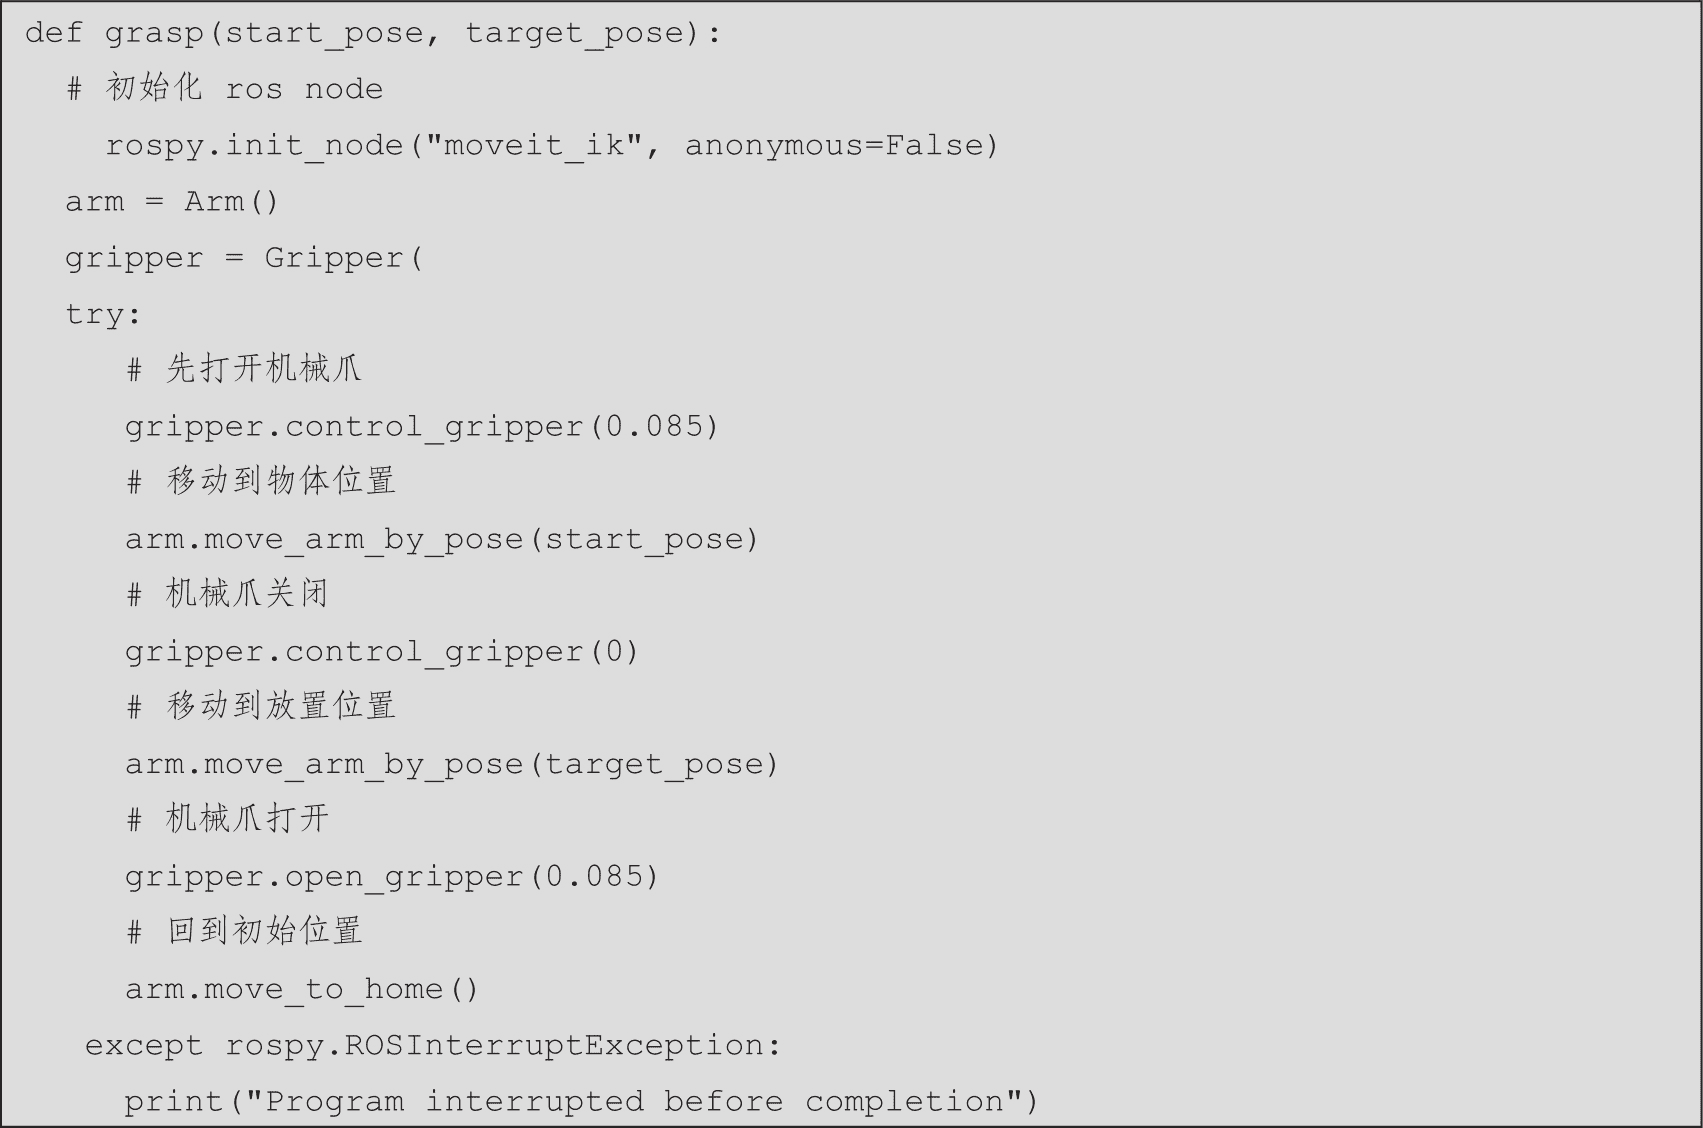 def grasp(start_pose, target_pose):
  # 初始化 ros node
    rospy.init_node("moveit_ik", anonymous=False)
  arm = Arm()
  gripper = Gripper(
  try:
     # 先打开机械爪
     gripper.control_gripper(0.085)
     # 移动到物体位置
     arm.move_arm_by_pose(start_pose)
     # 机械爪关闭
     gripper.control_gripper(0)
     # 移动到放置位置
     arm.move_arm_by_pose(target_pose)
     # 机械爪打开
     gripper.open_gripper(0.085)
     # 回到初始位置
     arm.move_to_home()
   except rospy.ROSInterruptException:
     print("Program interrupted before completion")